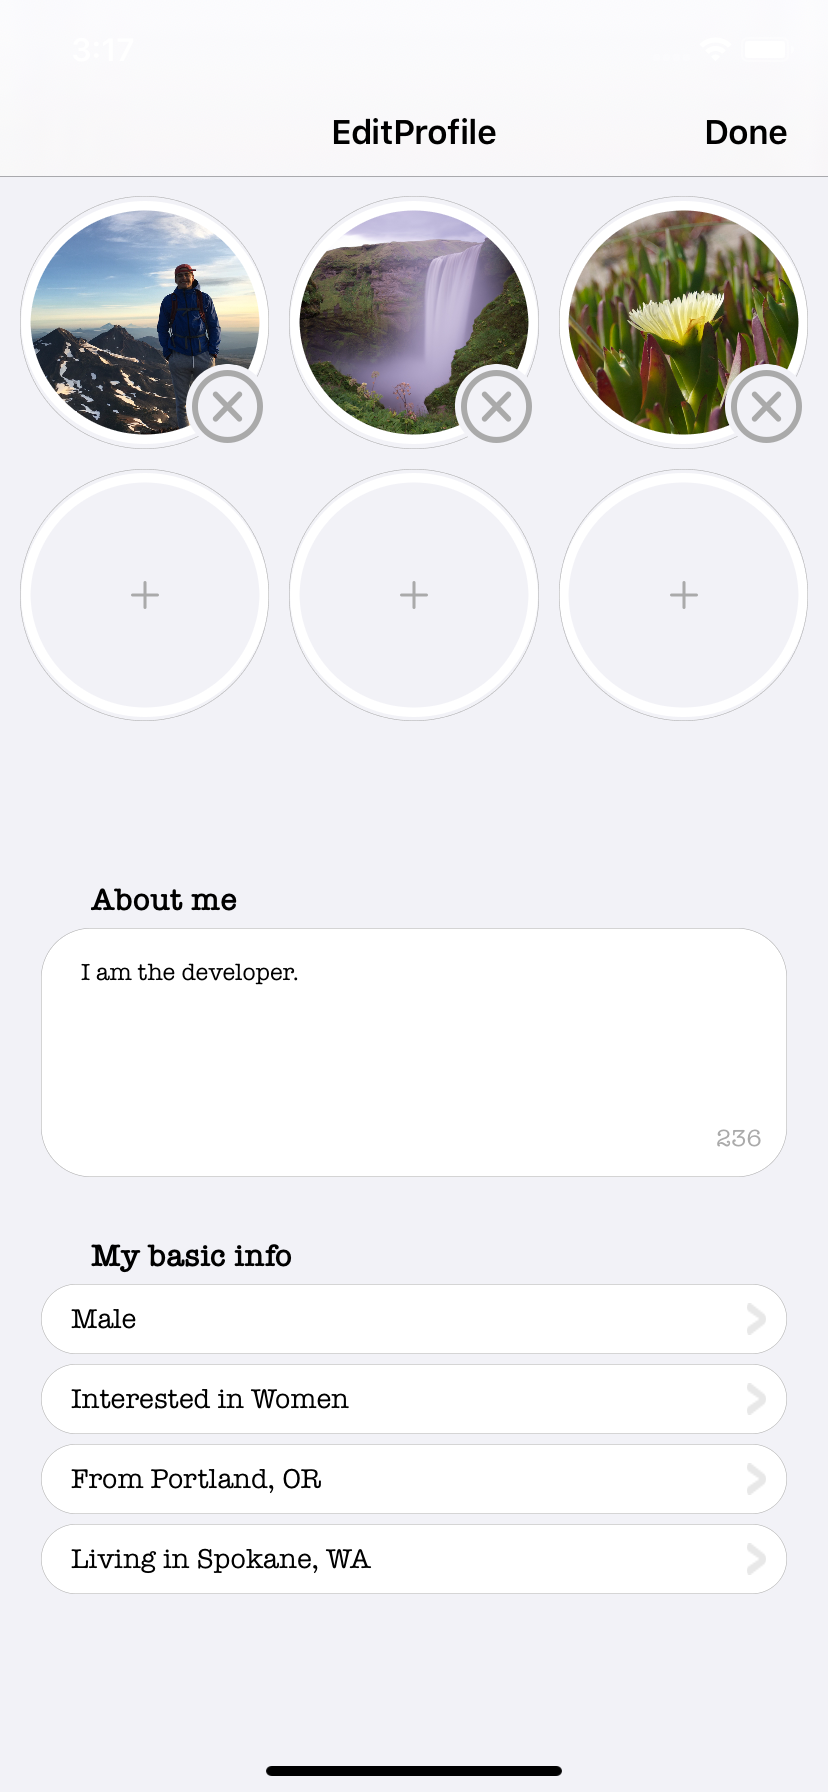 3:17
EditProfile
Done
About me
I am the developer.
236
My basic info
Male
Interested in Women
From Portland, OR
Living in Spokane, WA